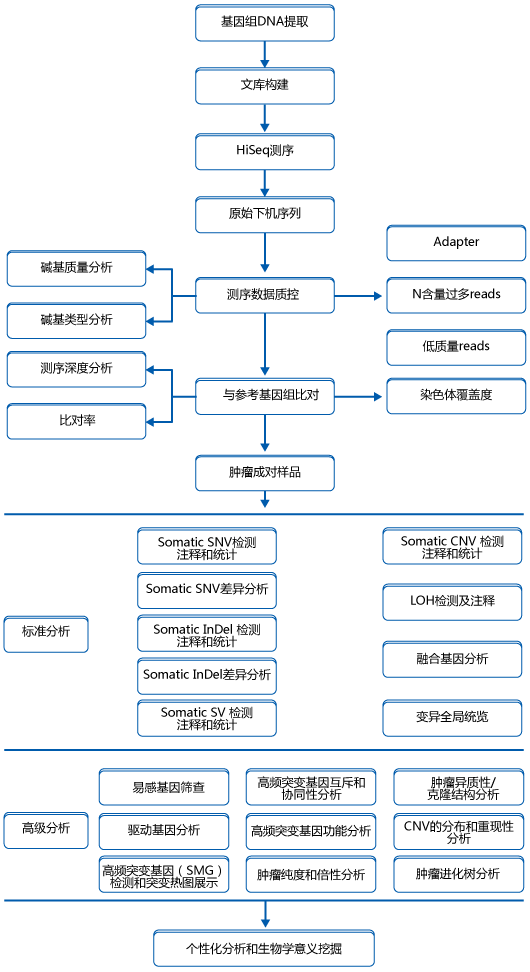 基因组DNA提取
文库构建
HiSeq测序
原始下机序列
Adapter
碱基质量分析
测序数据质控
N含量过多reads
碱基类型分析
低质量reads
测序深度分析
与参考基因组比对
染色体覆盖度
比对率
肿瘤成对样品
标准分析
Somatic SNV检测
注释和统计
Somatic SNV差异分析
Somatic InDel 检测
注释和统计
Somatic InDel差异分析
Somatic SV 检测
注释和统计
Somatic CNV 检测
注释和统计
LOH检测及注释
融合基因分析
变异全局统览
高级分析
易感基因筛查
高频突变基因互斥和
协同性分析
肿瘤异质性/
克隆结构分析
驱动基因分析
高频突变基因功能分析
CNV的分布和重现性
分析
高频突变基因（SMG）
检测和突变热图展示
肿瘤纯度和倍性分析
肿瘤进化树分析
个性化分析和生物学意义挖掘